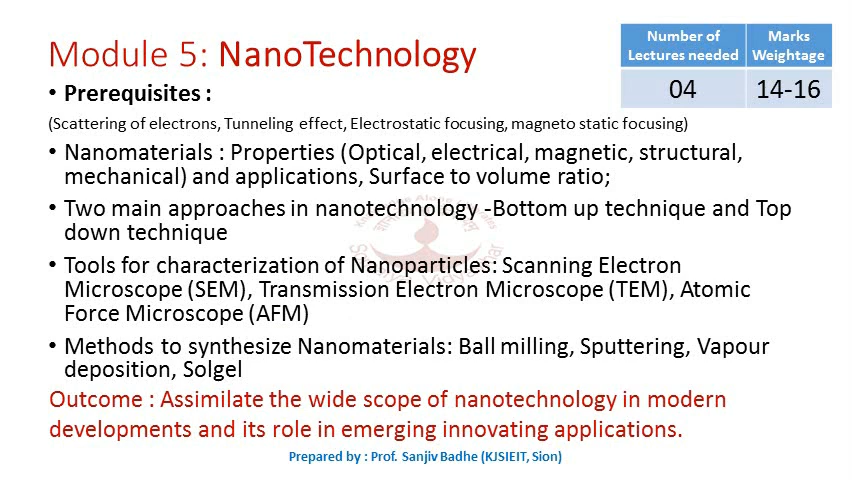 Module 5: NanoTechnology
Number of Lectures needed
Marks Weightage
04
14-16
• Prerequisites :
(Scattering of electrons, Tunneling effect, Electrostatic focusing, magneto static focusing)
• Nanomaterials : Properties (Optical, electrical, magnetic, structural,
mechanical) and applications, Surface to volume ratio;
• Two main approaches in nanotechnology -Bottom up technique and Top
down technique
• Tools for characterization of Nanoparticles: Scanning Electron
Microscope (SEM), Transmission Electron Microscope (TEM), Atomic
Force Microscope (AFM)
• Methods to synthesize Nanomaterials: Ball milling, Sputtering, Vapour
deposition, Solgel
Outcome : Assimilate the wide scope of nanotechnology in modern
developments and its role in emerging innovating applications.
Prepared by : Prof. Sanjiv Badhe (KJSIEIT, Sion)